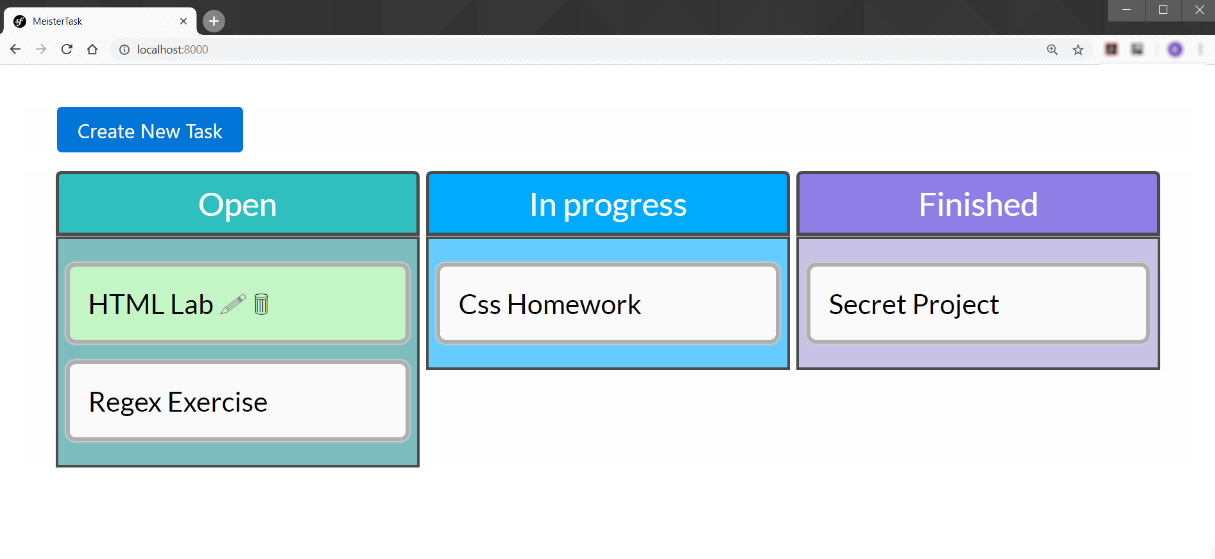 MeisterTask
localhost:8000
Create New Task
Open
In progress
Finished
HTML Lab
Css Homework
Secret Project
Regex Exercise